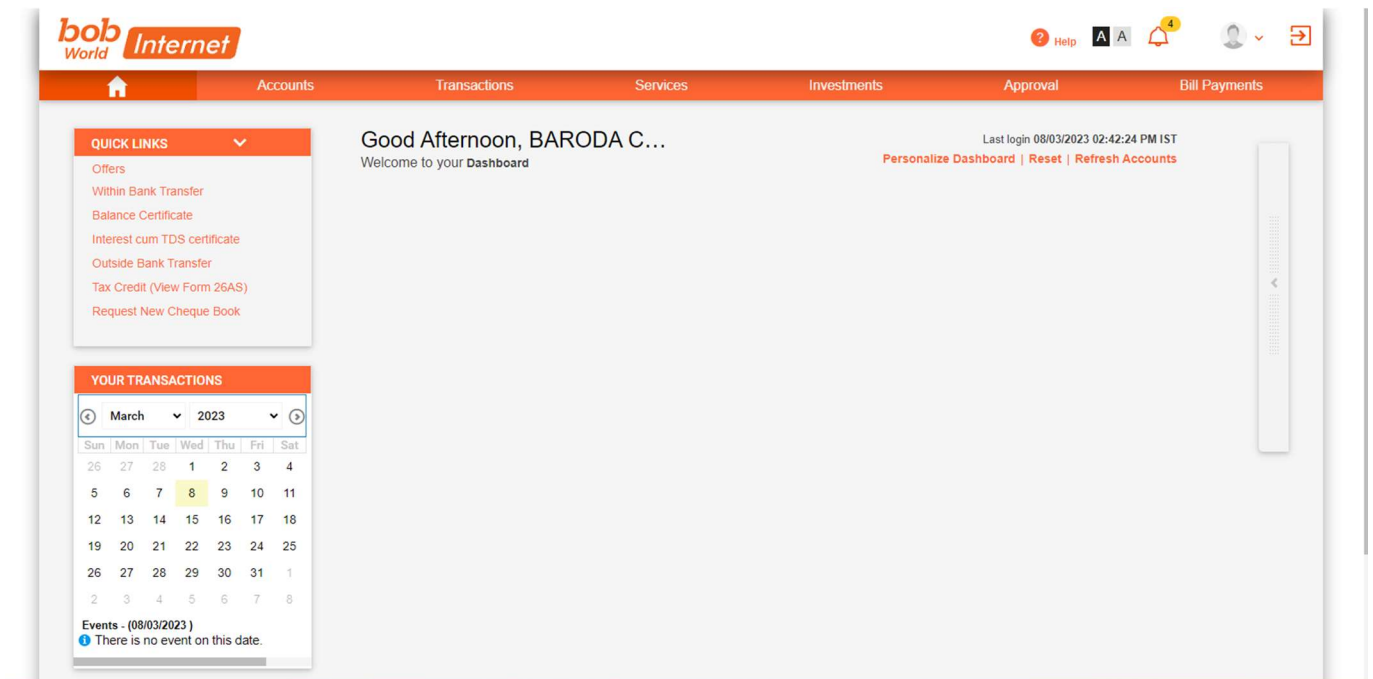 bob
World Internet
? Help A A 4
Accounts Transactions Services Investments Approval Bill Payments
QUICK LINKS
Offers
Within Bank Transfer
Balance Certificate
Interest cum TDS certificate
Outside Bank Transfer
Tax Credit (View Form 26AS)
Request New Cheque Book
Good Afternoon, BARODA C...
Welcome to your Dashboard
Last login 08/03/2023 02:42:24 PM IST
Personalize Dashboard | Reset | Refresh Accounts
YOUR TRANSACTIONS
March 2023
Sun Mon Tue Wed Thu Fri Sat
26 27 28 1 2 3 4
5 6 7 8 9 10 11
12 13 14 15 16 17 18
19 20 21 22 23 24 25
26 27 28 29 30 31 1
2 3 4 5 6 7 8
Events - (08/03/2023 )
There is no event on this date.